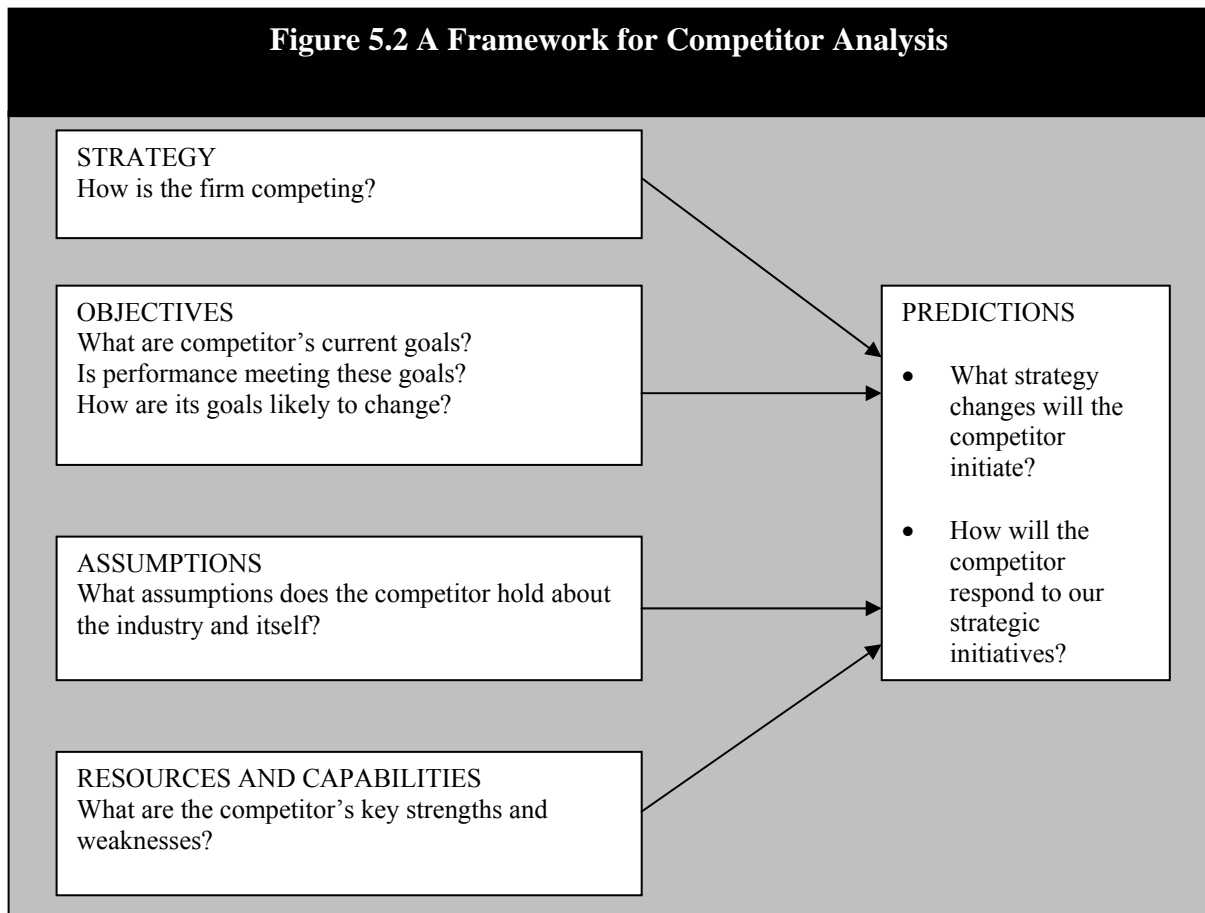 Figure 5.2 A Framework for Competitor Analysis
STRATEGY
How is the firm competing?
OBJECTIVES
What are competitor’s current goals?
Is performance meeting these goals?
How are its goals likely to change?
ASSUMPTIONS
What assumptions does the competitor hold about
the industry and itself?
RESOURCES AND CAPABILITIES
What are the competitor’s key strengths and
weaknesses?
PREDICTIONS
• What strategy
changes will the
competitor
initiate?
• How will the
competitor
respond to our
strategic
initiatives?